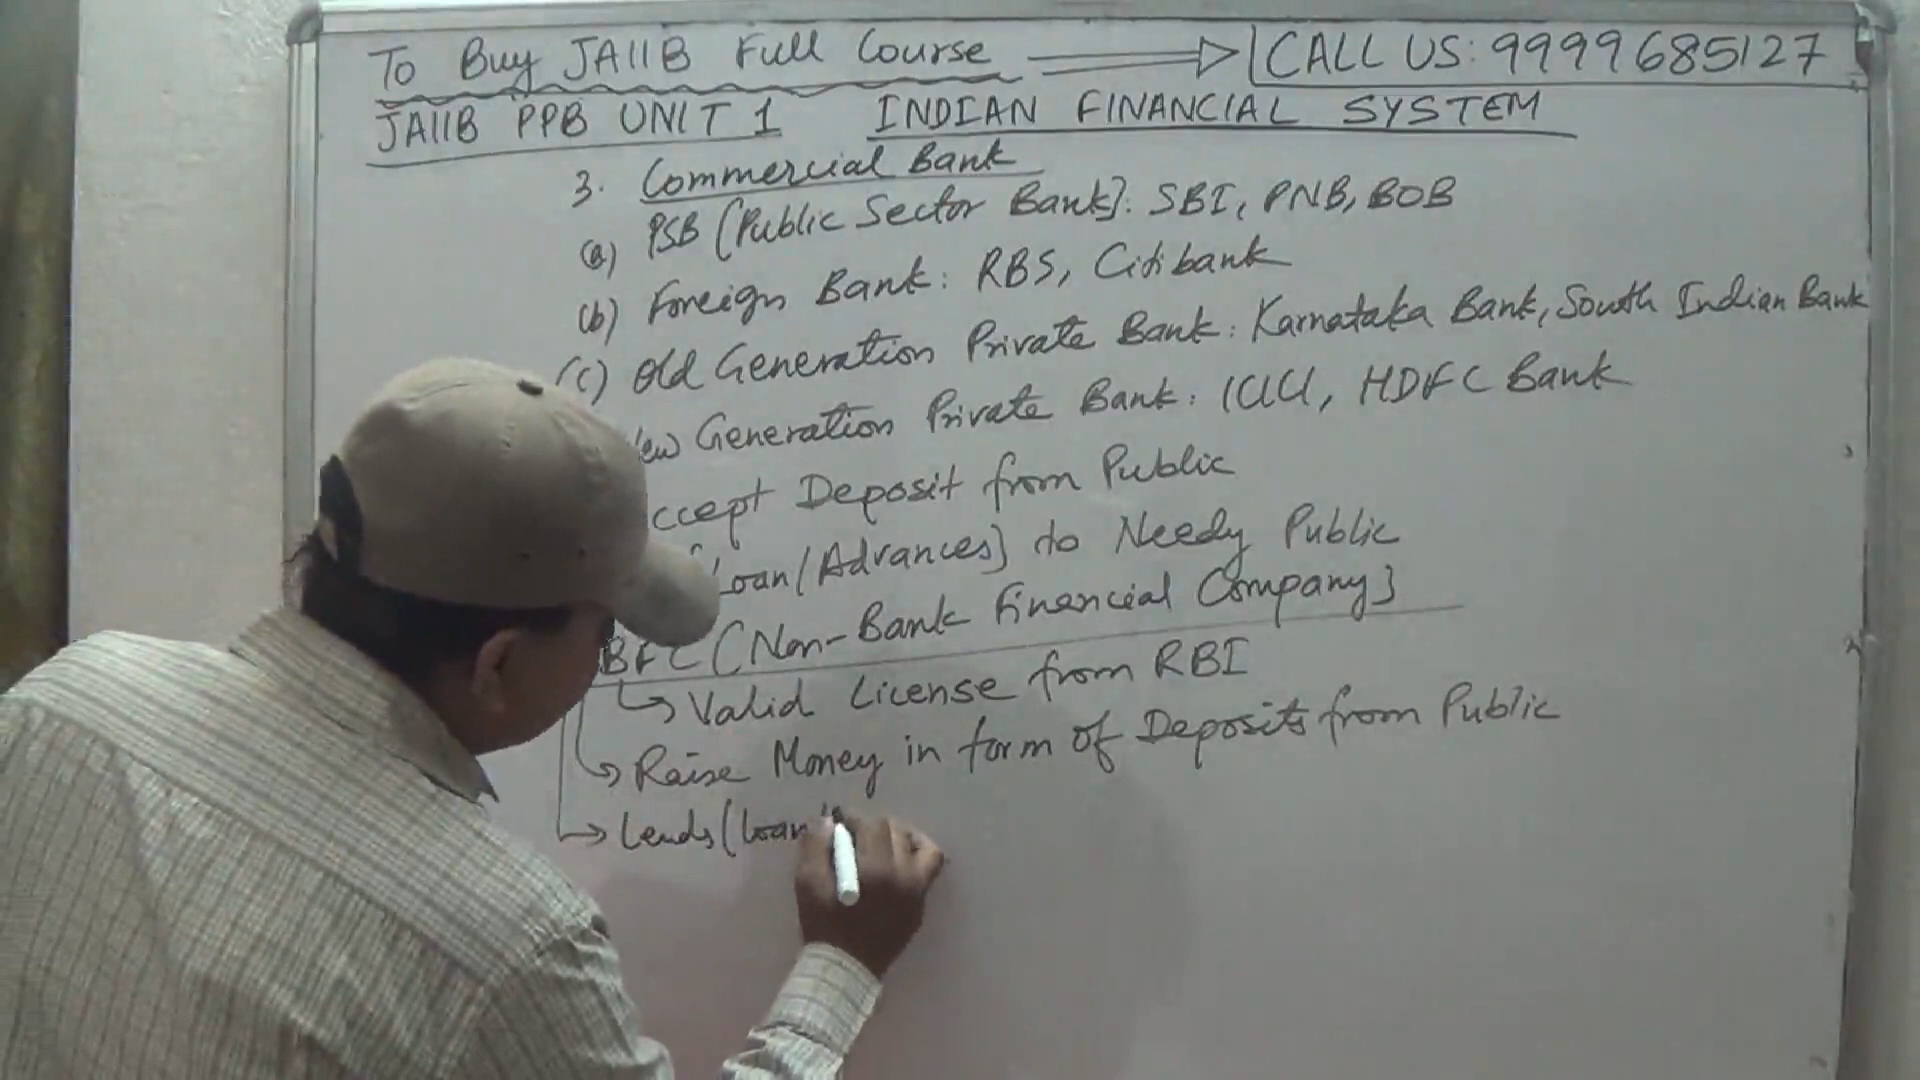 To Buy JAIIB Full Course → CALL US: 9999685127
JAIIB PPB UNIT 1 INDIAN FINANCIAL SYSTEM
3. Commercial Bank
(a) PSB [Public Sector Bank]: SBI, PNB, BOB
(b) Foreign Bank: RBS, Citibank
(c) Old Generation Private Bank: Karnataka Bank, South Indian Bank
ew Generation Private Bank: ICICI, HDFC Bank
ccept Deposit from Public
[Loan/Advances] to Needy Public
BFC (Non-Bank Financial Company]
→ Valid License from RBI
→ Raise Money in form of Deposits from Public
→ Lends (Loan